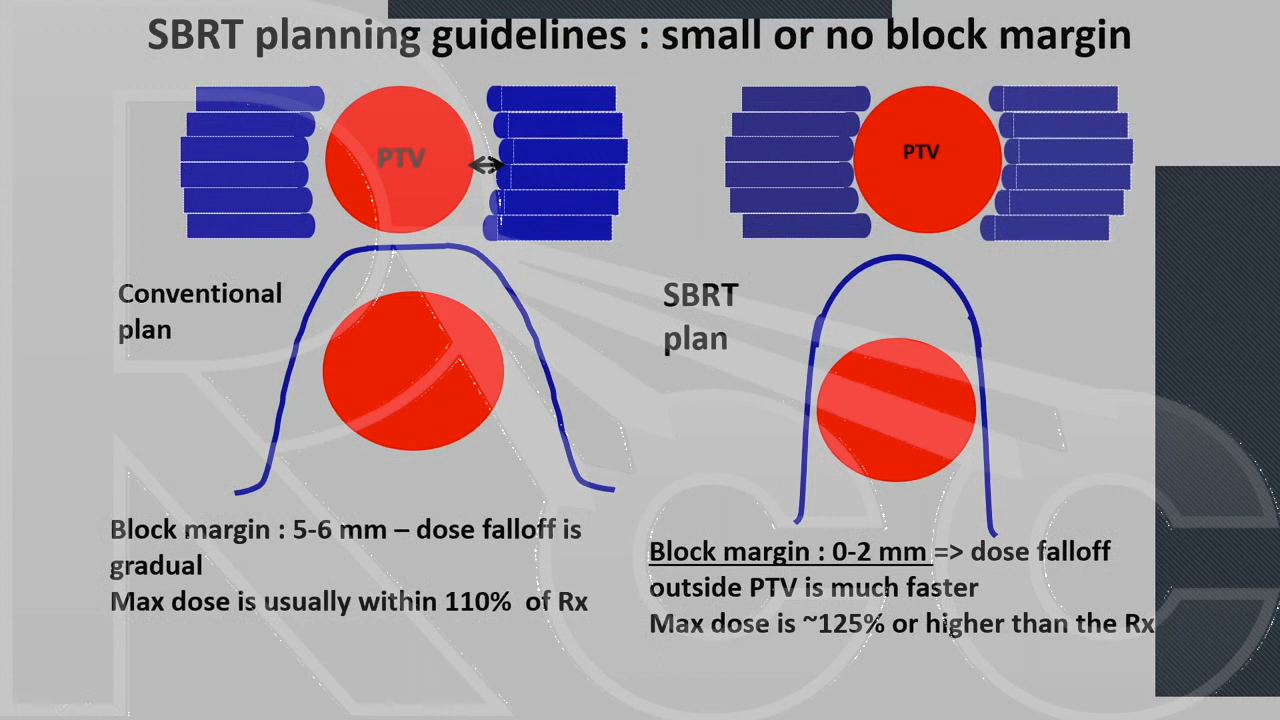 SBRT planning guidelines : small or no block margin
PTV
PTV
Conventional
plan
SBRT
plan
Block margin : 5-6 mm – dose falloff is
gradual
Max dose is usually within 110% of Rx
Block margin : 0-2 mm => dose falloff
outside PTV is much faster
Max dose is ~125% or higher than the Rx